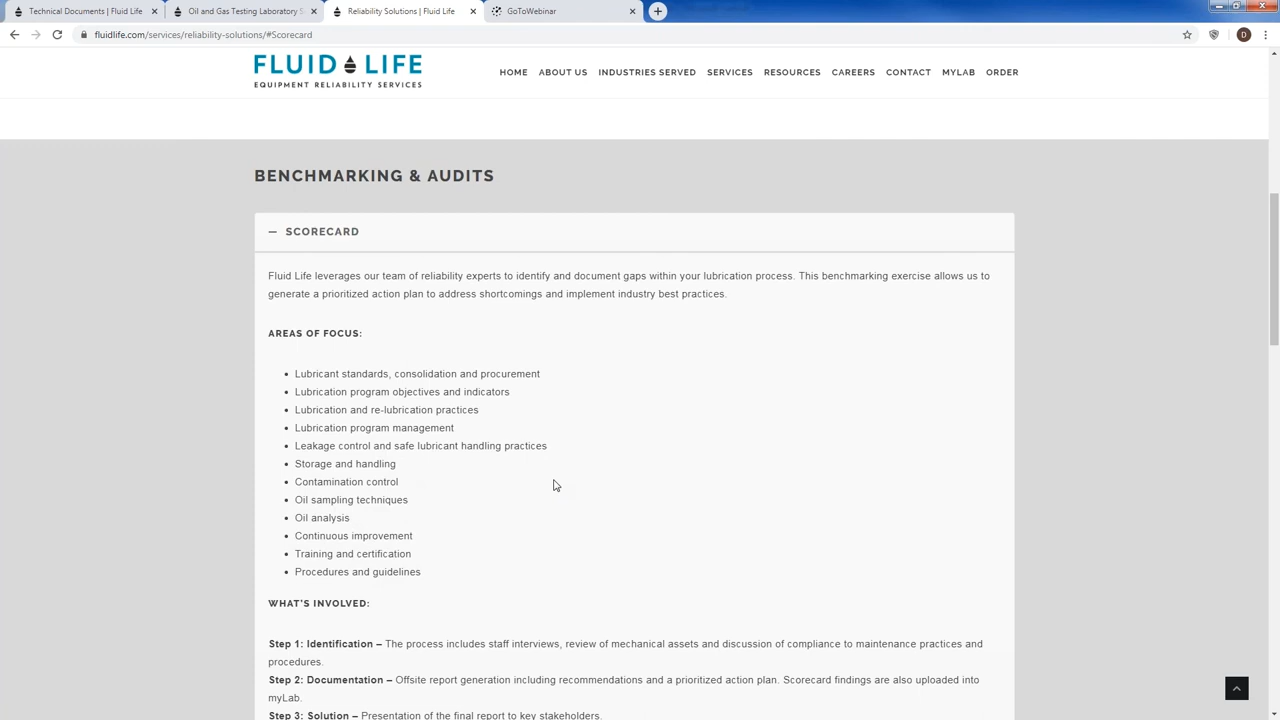 Technical Documents | Fluid Life
Oil and Gas Testing Laboratory S
Reliability Solutions | Fluid Life
GoToWebinar
fluidlife.com/services/reliability-solutions/#Scorecard
D
FLUID LIFE
EQUIPMENT RELIABILITY SERVICES
HOME ABOUT US INDUSTRIES SERVED SERVICES RESOURCES CAREERS CONTACT MYLAB ORDER
BENCHMARKING & AUDITS
SCORECARD
Fluid Life leverages our team of reliability experts to identify and document gaps within your lubrication process. This benchmarking exercise allows us to
generate a prioritized action plan to address shortcomings and implement industry best practices.
AREAS OF FOCUS:
Lubricant standards, consolidation and procurement
Lubrication program objectives and indicators
Lubrication and re-lubrication practices
Lubrication program management
Leakage control and safe lubricant handling practices
Storage and handling
Contamination control
Oil sampling techniques
Oil analysis
Continuous improvement
Training and certification
Procedures and guidelines
WHAT'S INVOLVED:
Step 1: Identification – The process includes staff interviews, review of mechanical assets and discussion of compliance to maintenance practices and
procedures.
Step 2: Documentation – Offsite report generation including recommendations and a prioritized action plan. Scorecard findings are also uploaded into
myLab.
Step 3: Solution – Presentation of the final report to key stakeholders.